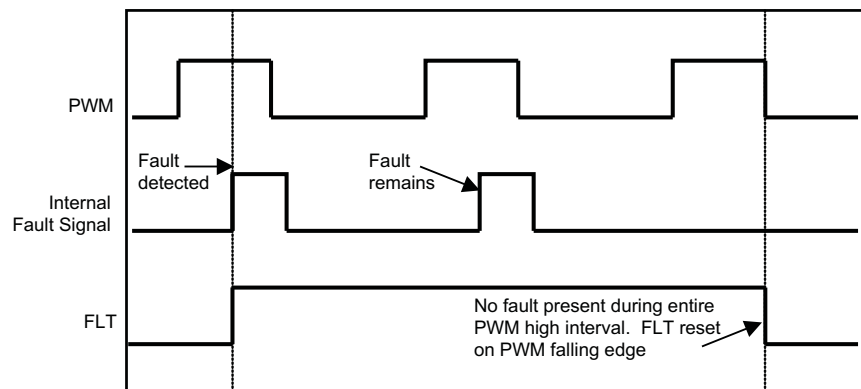 PWM
Fault
detected
Fault
remains
Internal
Fault Signal
FLT
No fault present during entire
PWM high interval. FLT reset
on PWM falling edge